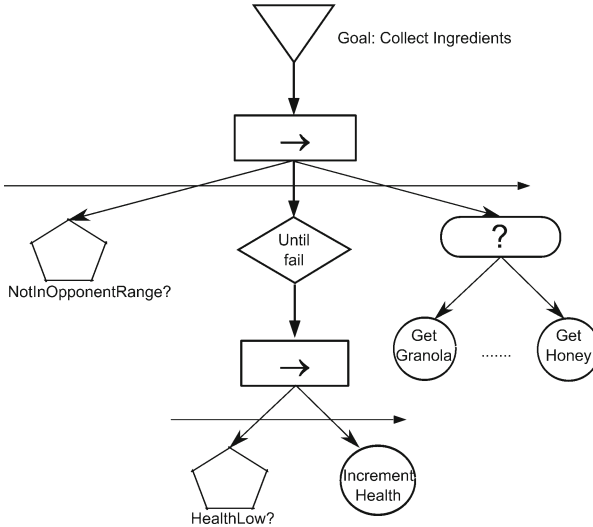 Goal: Collect Ingredients
→
Until
fail
?
NotInOpponentRange?
Get
Granola
.......
Get
Honey
→
HealthLow?
Increment
Health